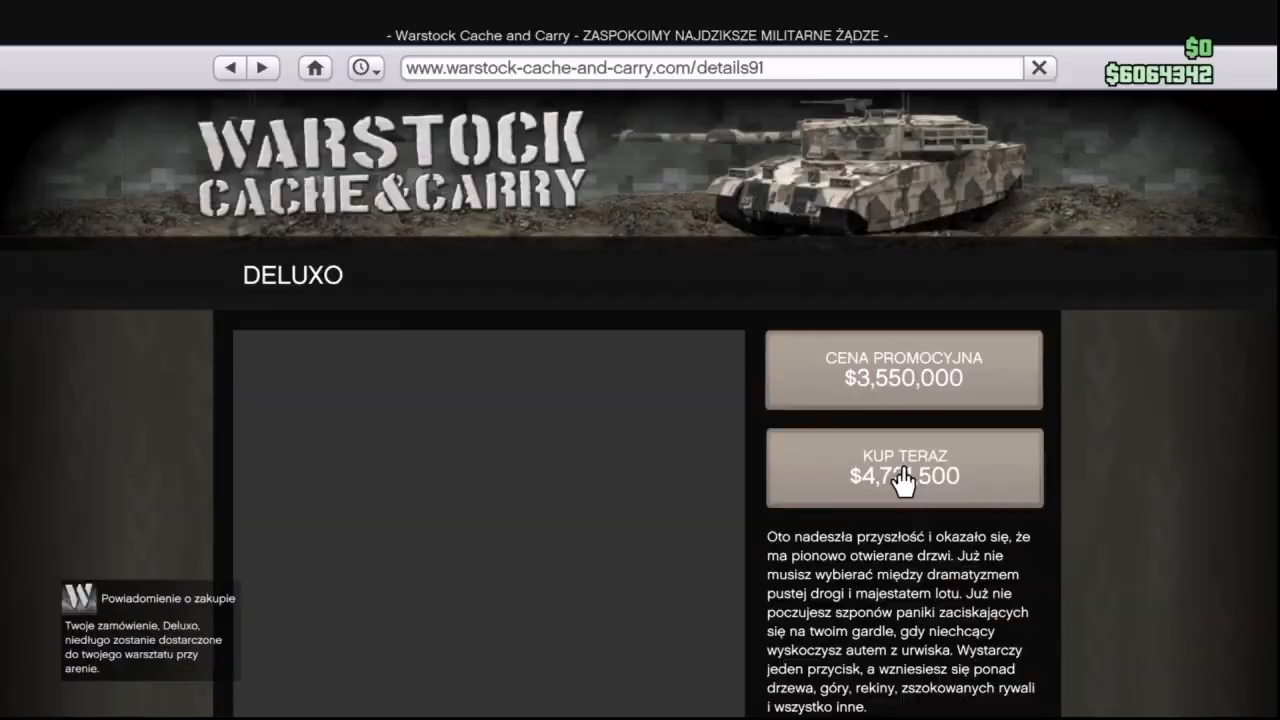 - Warstock Cache and Carry - ZASPOKOIMY NAJDZIKSZE MILITARNE ŻĄDZE -
$0
www.warstock-cache-and-carry.com/details91
$6064342
WARSTOCK
CACHE & CARRY
DELUXO
CENA PROMOCYJNA
$3,550,000
KUP TERAZ
Oto nadeszła przyszłość i okazało się, że
ma pionowo otwierane drzwi. Już nie
musisz wybierać między dramatyzmem
pustej drogi i majestatem lotu. Już nie
poczujesz szponów paniki zaciskających
się na twoim gardle, gdy niechcący
wyskoczysz autem z urwiska. Wystarczy
jeden przycisk, a wzniesiesz się ponad
drzewa, góry, rekiny, zszokowanych rywali
i wszystko inne.
W
Powiadomienie o zakupie
Twoje zamówienie, Deluxo,
niedługo zostanie dostarczone
do twojego warsztatu przy
arenie.